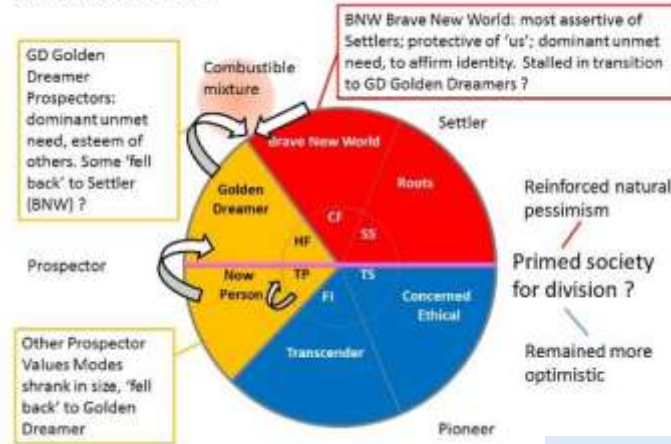 BNW Brave New World: most assertive of
Settlers; protective of 'us'; dominant unmet
need, to affirm identity. Stalled in transition
to GD Golden Dreamers ?
GD Golden
Dreamer
Prospectors:
dominant unmet
need, esteem of
others. Some 'fell
back' to Settler
(BNW) ?
Combustible
mixture
Settler
Brave New World
Roots
Golden
Dreamer
CF
SS
HF
Prospector
Now
Person
TP
TS
FI
Concerned
Ethical
Transcender
Pioneer
Other Prospector
Values Modes
shrank in size, 'fell
back' to Golden
Dreamer
Reinforced natural
pessimism
Primed society
for division ?
Remained more
optimistic